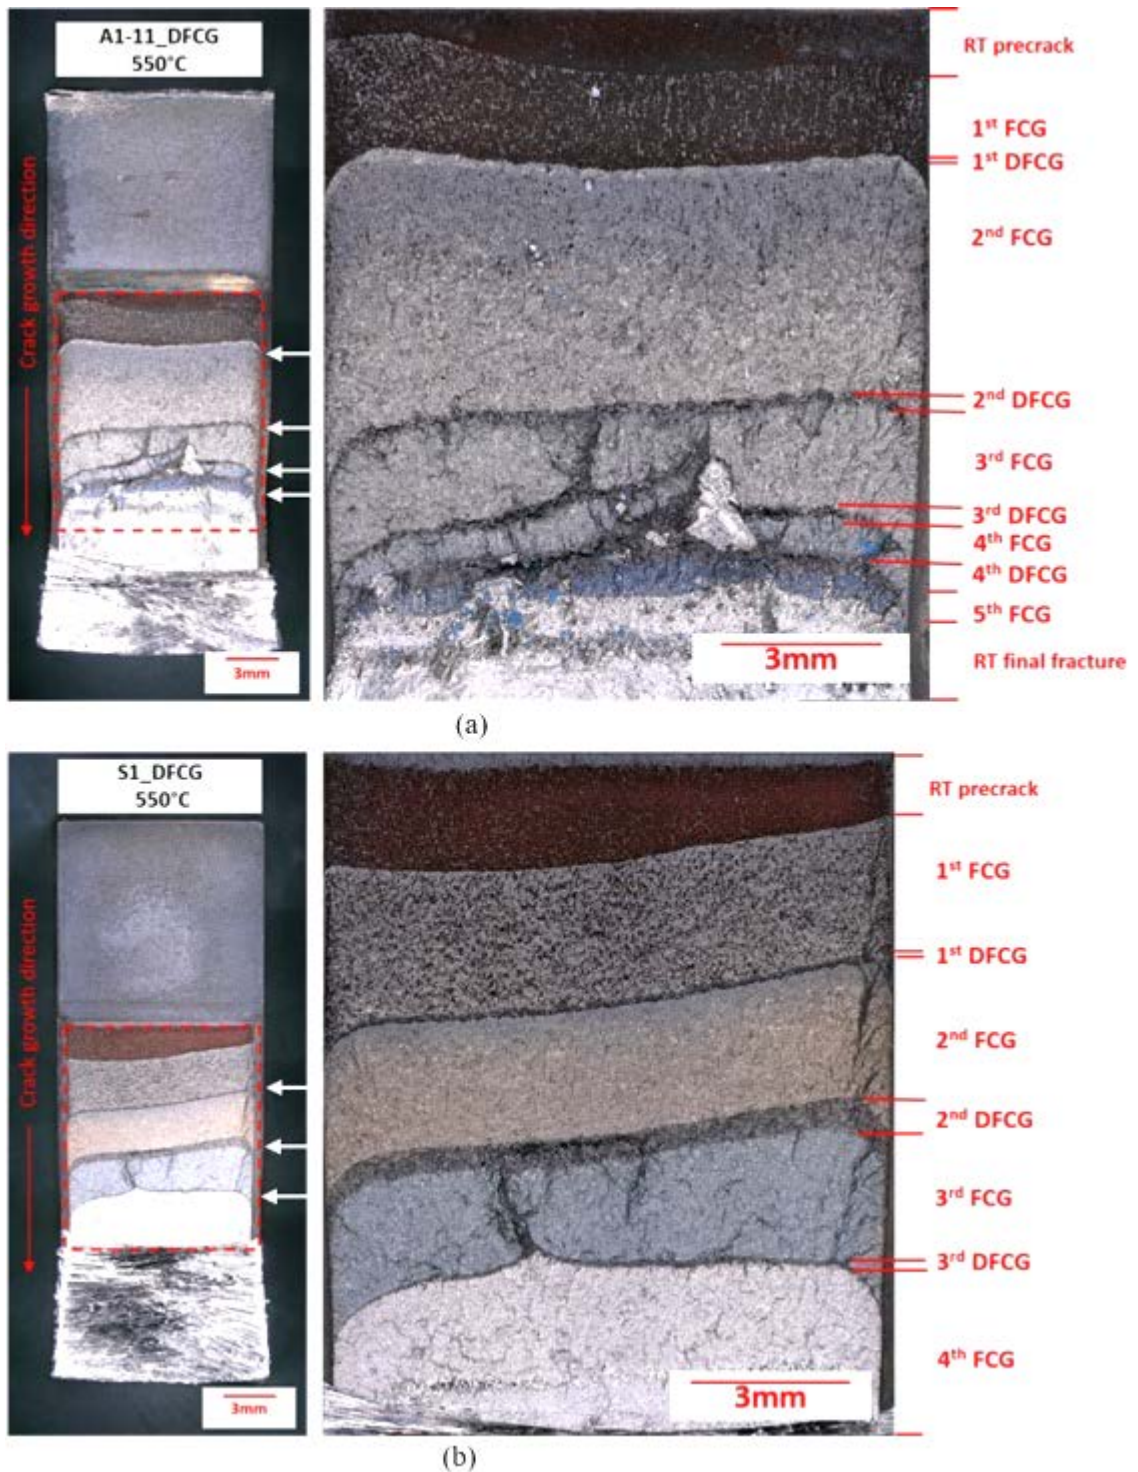 A1-11_DFCG
550°C
Crack growth direction
3mm
RT precrack
1st FCG
1st DFCG
2nd FCG
2nd DFCG
3rd FCG
3rd DFCG
4th FCG
4th DFCG
5th FCG
RT final fracture
3mm
(a)
S1_DFCG
550°C
Crack growth direction
3mm
RT precrack
1st FCG
1st DFCG
2nd FCG
2nd DFCG
3rd FCG
3rd DFCG
4th FCG
3mm
(b)